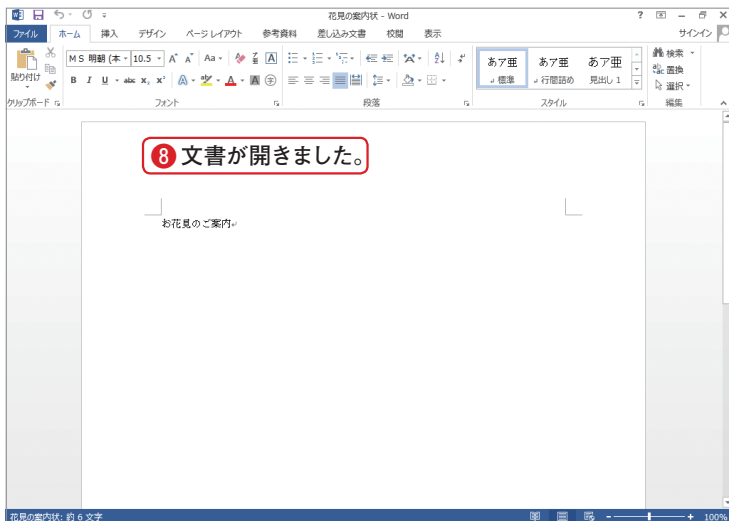 花見の案内状 - Word
ファイル ホーム 挿入 デザイン ページ レイアウト 参考資料 差し込み文書 校閲 表示 サインイン
貼り付け
MS 明朝 (本 10.5 A A Aa A
B I U abc x₂ x² A ab A A 字
あア亜 あア亜 あア亜
標準 行間詰め 見出し 1
検索
置換
選択
クリップボード フォント 段落 スタイル 編集
8 文書が開きました。
お花見のご案内
花見の案内状: 約 6 文字 100%